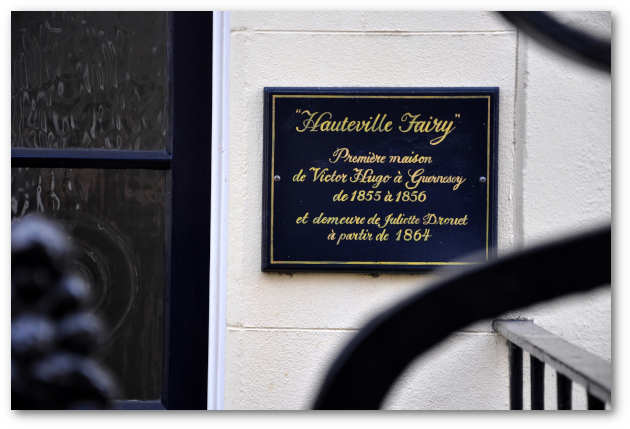 "Hauteville Fairy"
Première maison
de Victor Hugo à Guernesey
de 1855 à 1856
et demeure de Juliette Drouet
à partir de 1864